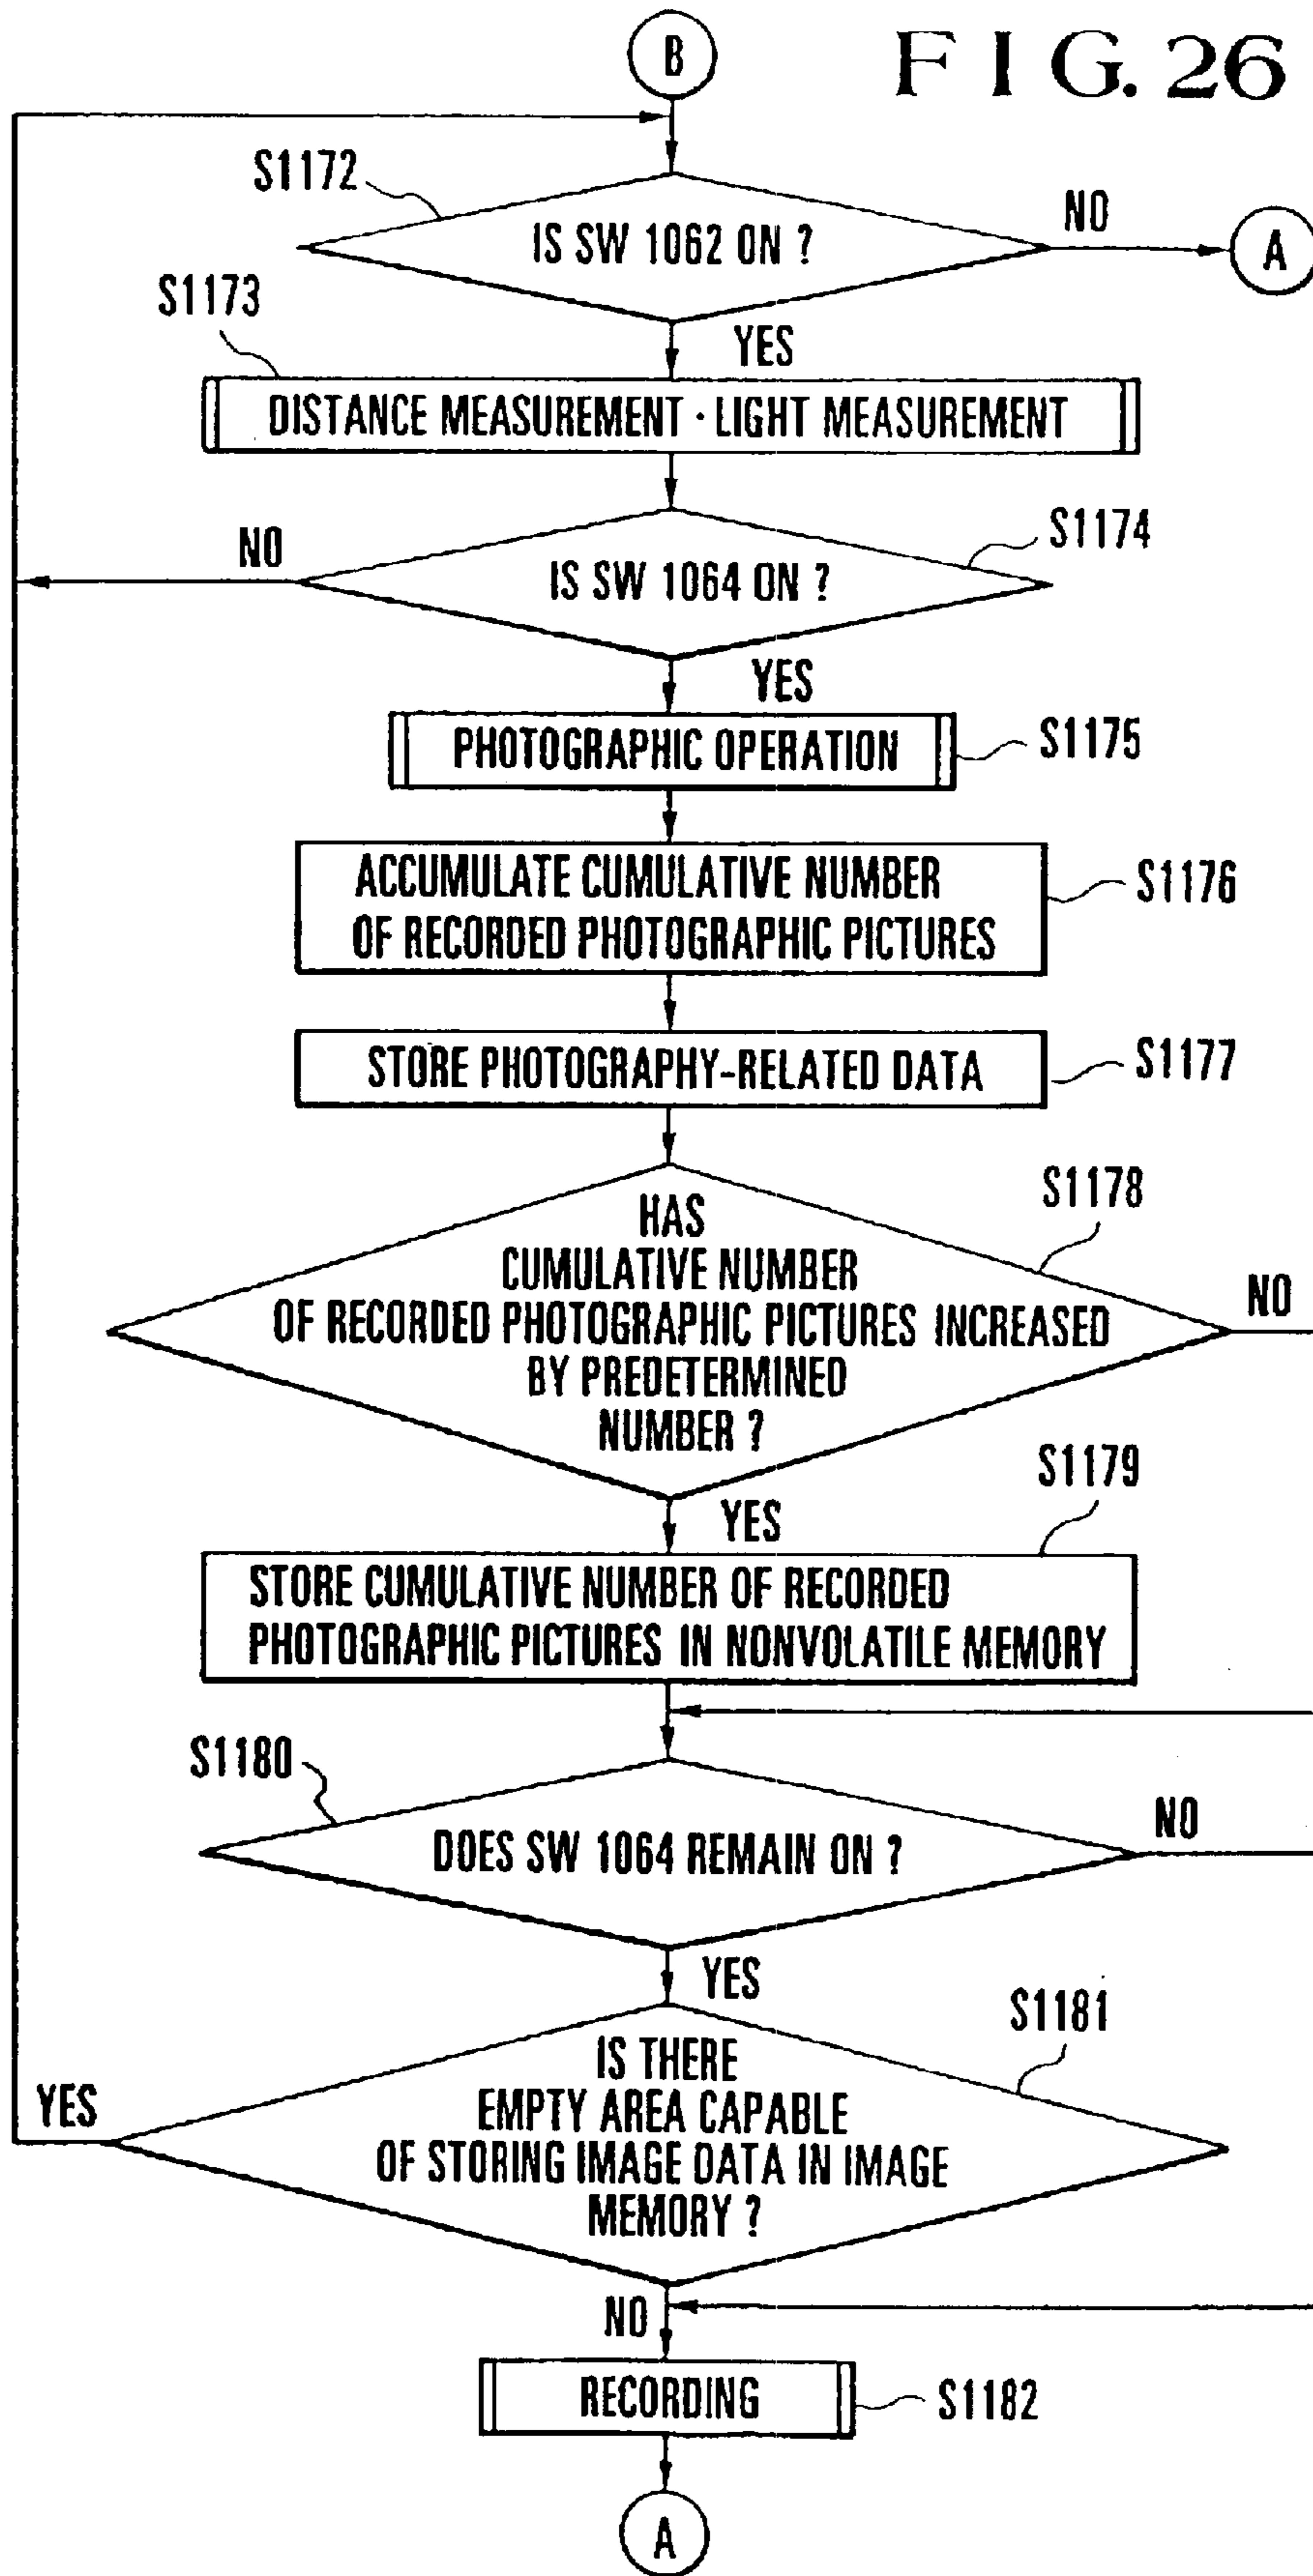 FIG. 26
B
S1172
IS SW 1062 ON ?
NO
A
S1173
YES
DISTANCE MEASUREMENT · LIGHT MEASUREMENT
NO
S1174
IS SW 1064 ON ?
YES
PHOTOGRAPHIC OPERATION
S1175
ACCUMULATE CUMULATIVE NUMBER
OF RECORDED PHOTOGRAPHIC PICTURES
S1176
STORE PHOTOGRAPHY-RELATED DATA
S1177
S1178
HAS
CUMULATIVE NUMBER
OF RECORDED PHOTOGRAPHIC PICTURES INCREASED
BY PREDETERMINED
NUMBER ?
NO
S1179
YES
STORE CUMULATIVE NUMBER OF RECORDED
PHOTOGRAPHIC PICTURES IN NONVOLATILE MEMORY
S1180
DOES SW 1064 REMAIN ON ?
NO
YES
S1181
IS THERE
EMPTY AREA CAPABLE
OF STORING IMAGE DATA IN IMAGE
MEMORY ?
YES
NO
RECORDING
S1182
A